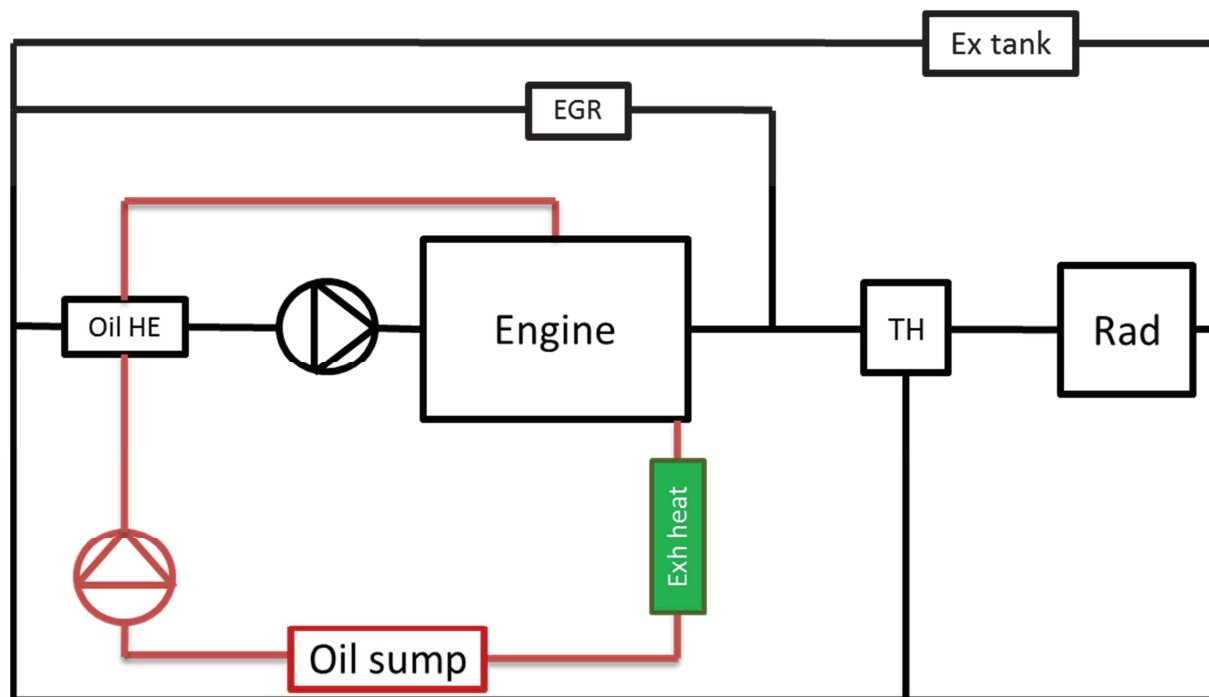 Ex tank
EGR
Oil HE
Engine
TH
Rad
Exh heat
Oil sump